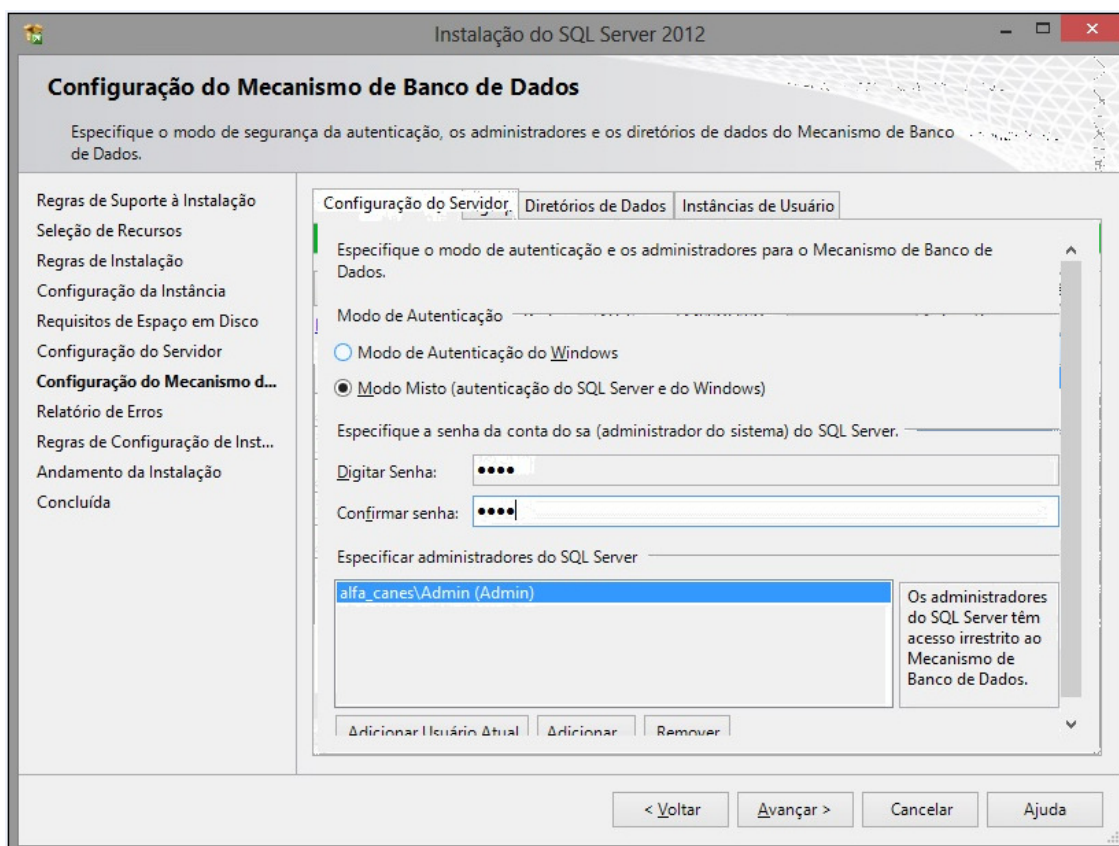 Instalação do SQL Server 2012
Configuração do Mecanismo de Banco de Dados
Especifique o modo de segurança da autenticação, os administradores e os diretórios de dados do Mecanismo de Banco
de Dados.
Regras de Suporte à Instalação
Seleção de Recursos
Regras de Instalação
Configuração da Instância
Requisitos de Espaço em Disco
Configuração do Servidor
Configuração do Mecanismo d...
Relatório de Erros
Regras de Configuração de Inst...
Andamento da Instalação
Concluída
Configuração do Servidor
Diretórios de Dados
Instâncias de Usuário
Especifique o modo de autenticação e os administradores para o Mecanismo de Banco de
Dados.
Modo de Autenticação
Modo de Autenticação do Windows
Modo Misto (autenticação do SQL Server e do Windows)
Especifique a senha da conta do sa (administrador do sistema) do SQL Server.
Digitar Senha: ●●●●
Confirmar senha: ●●●●
Especificar administradores do SQL Server
alfa_canes\Admin (Admin)
Os administradores
do SQL Server têm
acesso irrestrito ao
Mecanismo de
Banco de Dados.
Adicionar Usuário Atual
Adicionar...
Remover
< Voltar
Avançar >
Cancelar
Ajuda